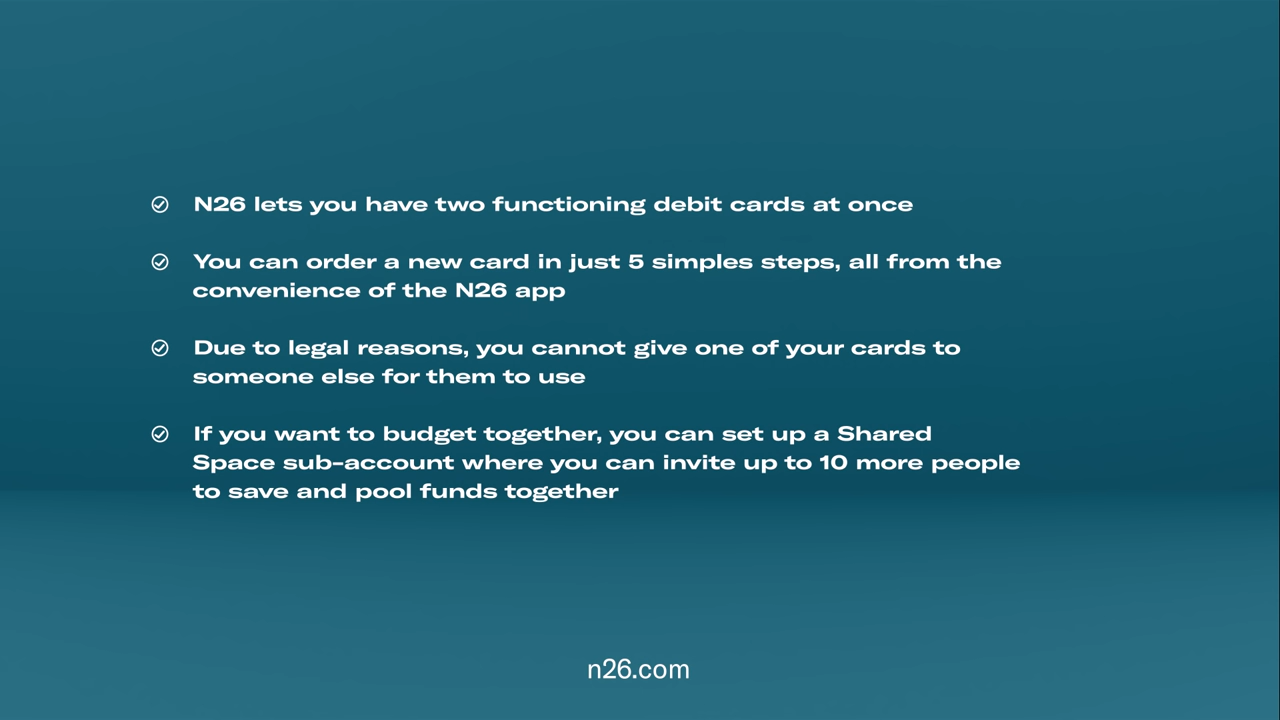 N26 lets you have two functioning debit cards at once
You can order a new card in just 5 simples steps, all from the
convenience of the N26 app
Due to legal reasons, you cannot give one of your cards to
someone else for them to use
If you want to budget together, you can set up a Shared
Space sub-account where you can invite up to 10 more people
to save and pool funds together
n26.com